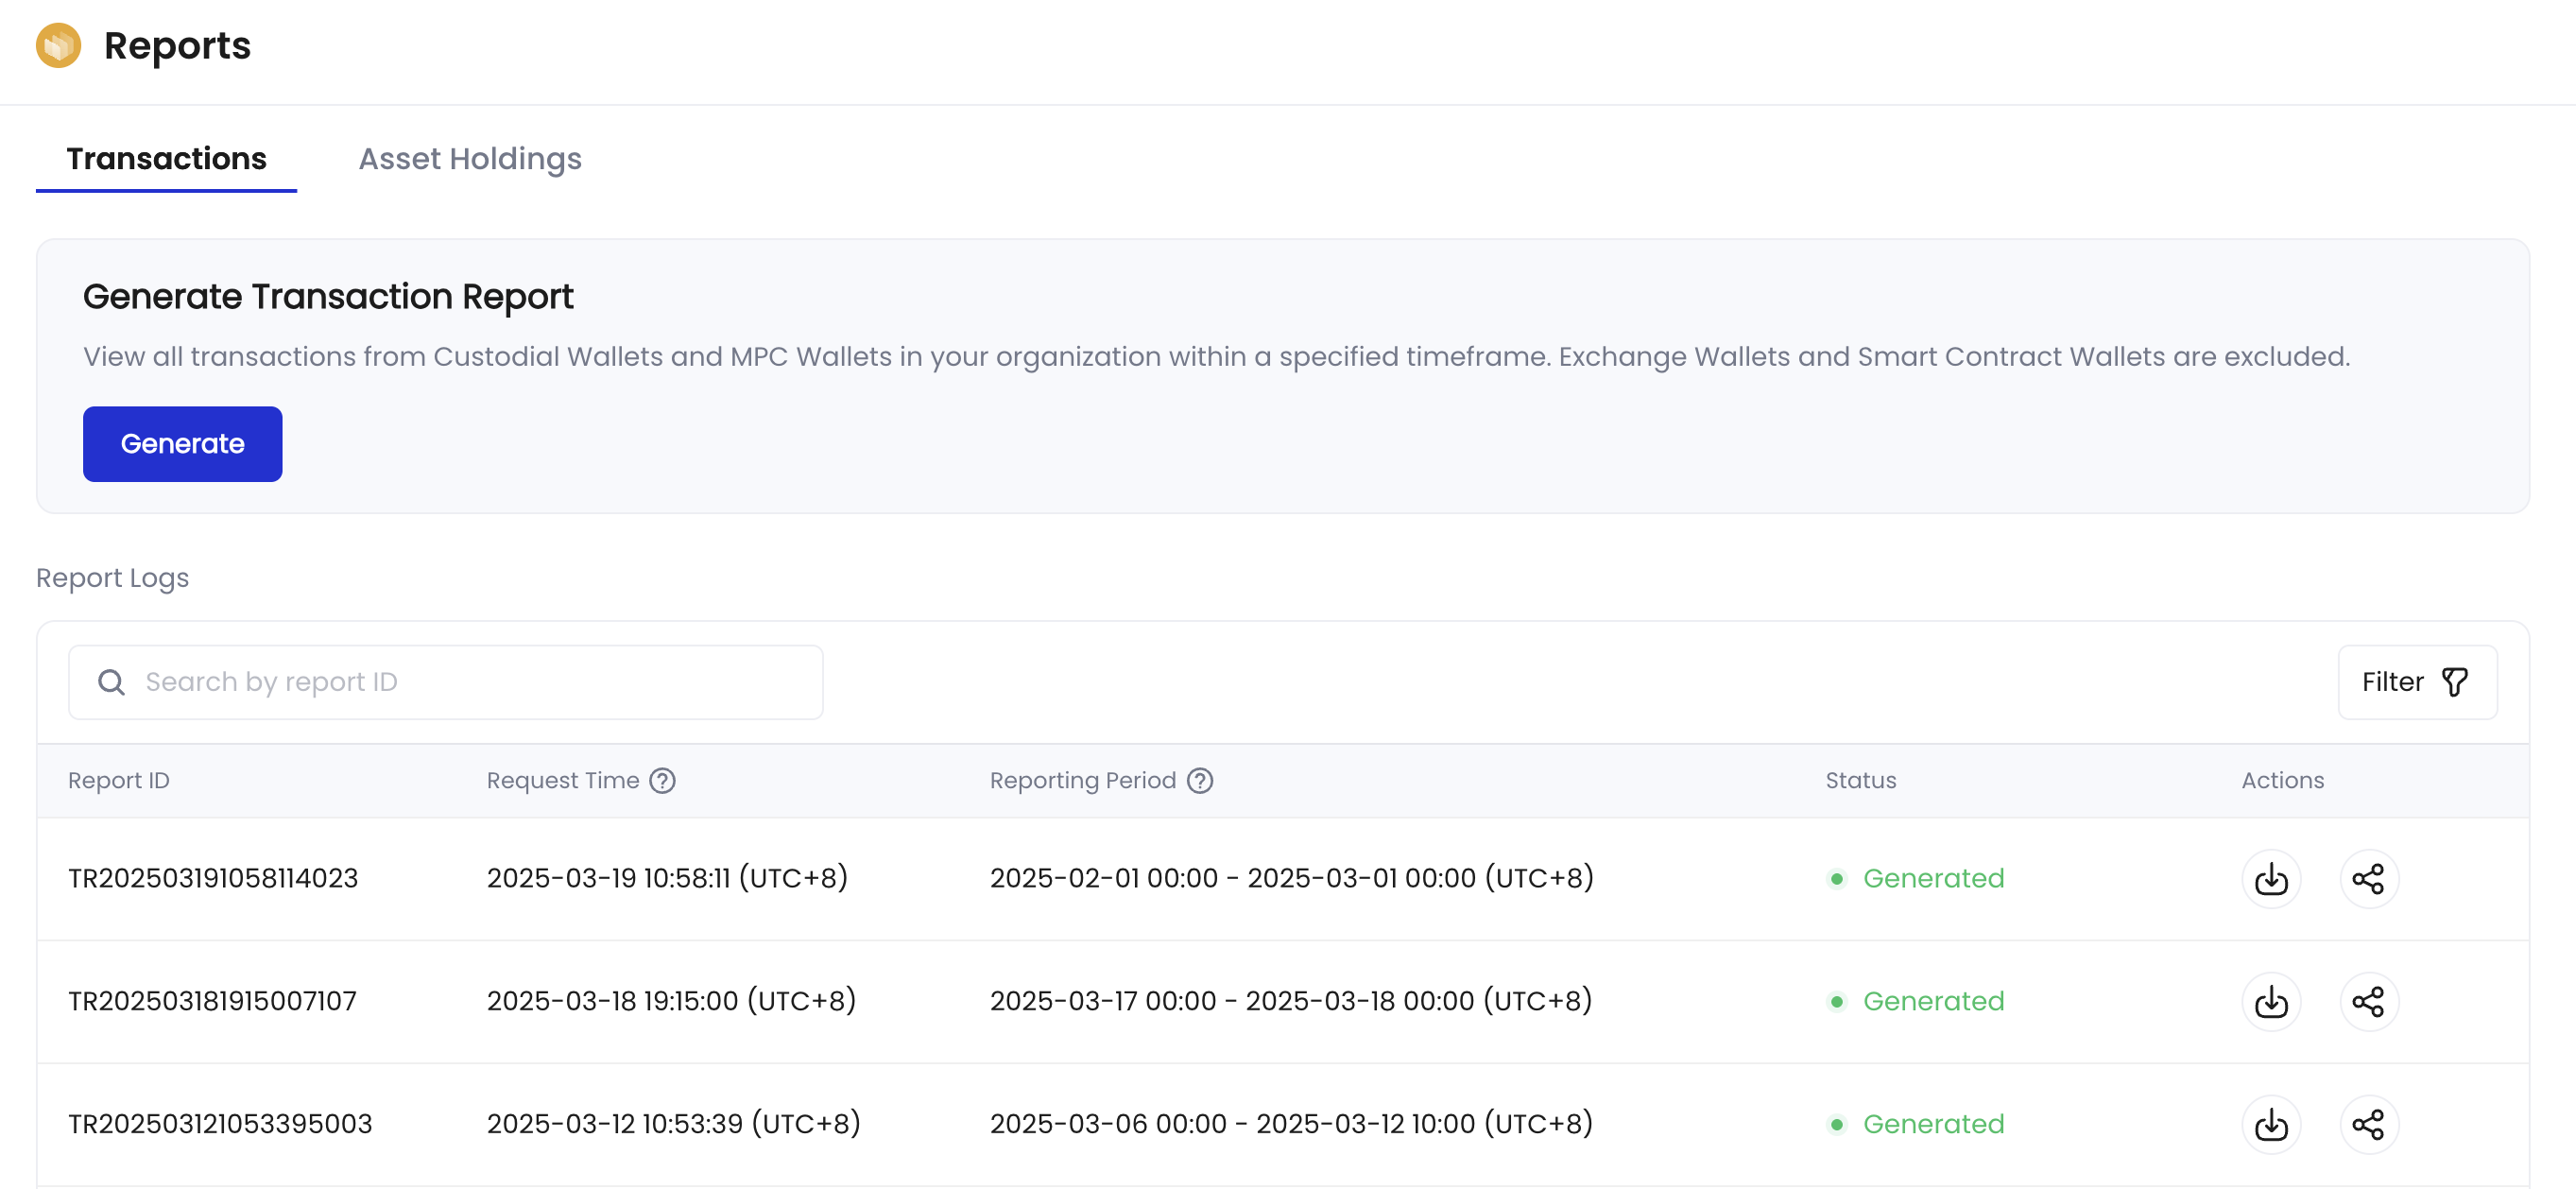 Reports
Transactions Asset Holdings
Generate Transaction Report
View all transactions from Custodial Wallets and MPC Wallets in your organization within a specified timeframe. Exchange Wallets and Smart Contract Wallets are excluded.
Generate
Report Logs
Search by report ID Filter
Report ID Request Time Reporting Period Status Actions
TR202503191058114023 2025-03-19 10:58:11 (UTC+8) 2025-02-01 00:00 - 2025-03-01 00:00 (UTC+8) Generated
TR202503181915007107 2025-03-18 19:15:00 (UTC+8) 2025-03-17 00:00 - 2025-03-18 00:00 (UTC+8) Generated
TR202503121053395003 2025-03-12 10:53:39 (UTC+8) 2025-03-06 00:00 - 2025-03-12 10:00 (UTC+8) Generated